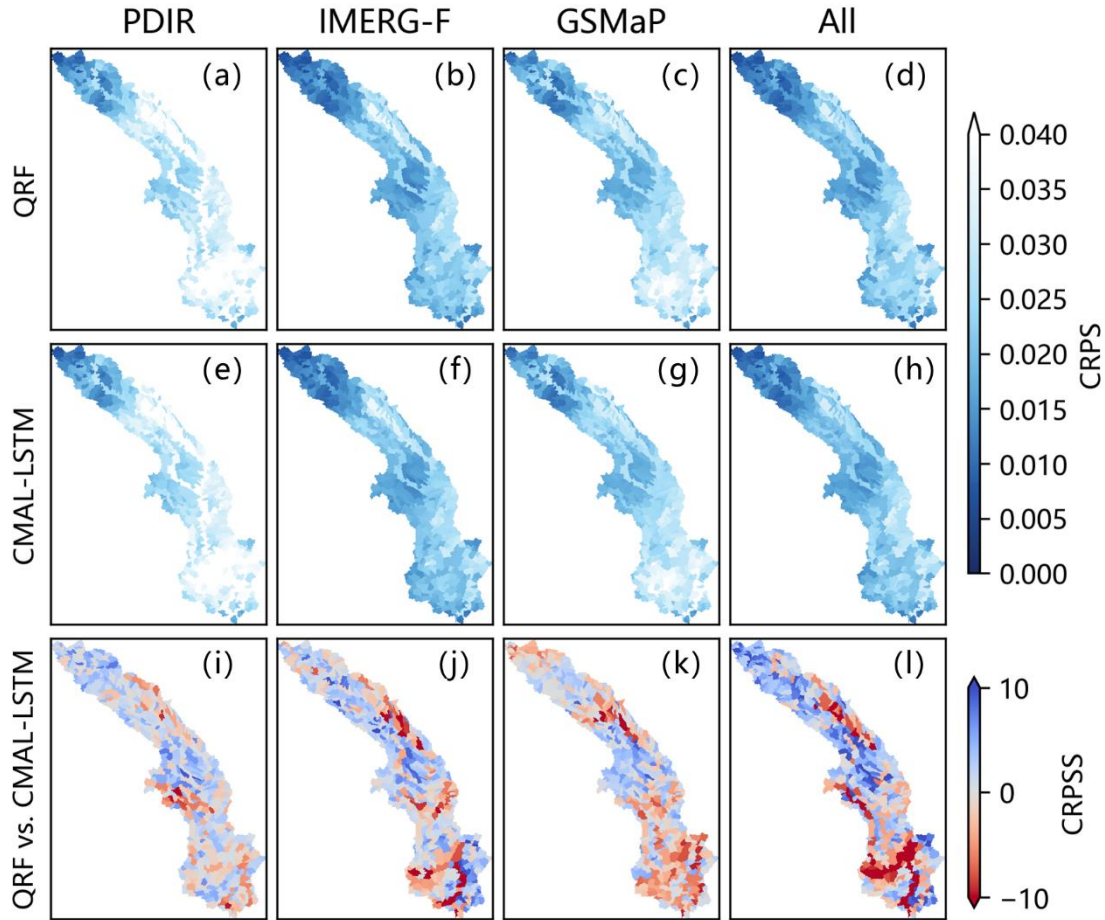 PDIR IMERG-F GSMaP All
QRF (a) (b) (c) (d)
CMAL-LSTM (e) (f) (g) (h)
QRF vs. CMAL-LSTM (i) (j) (k) (l)
0.040
0.035
0.030
0.025
0.020
0.015
0.010
0.005
0.000
CRPS
10
0
−10
CRPSS